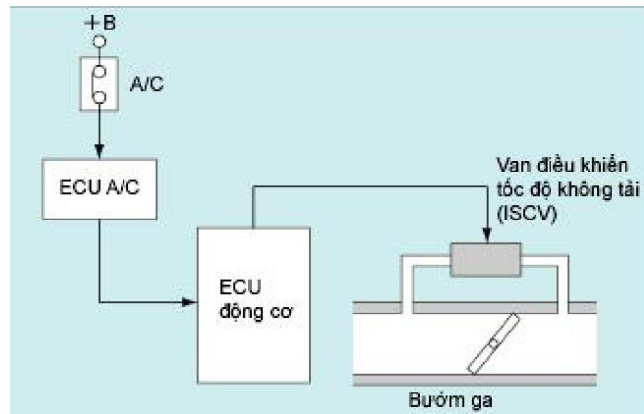 +B
A/C
ECU A/C
Van điều khiển
tốc độ không tải
(ISCV)
ECU
động cơ
Bướm ga